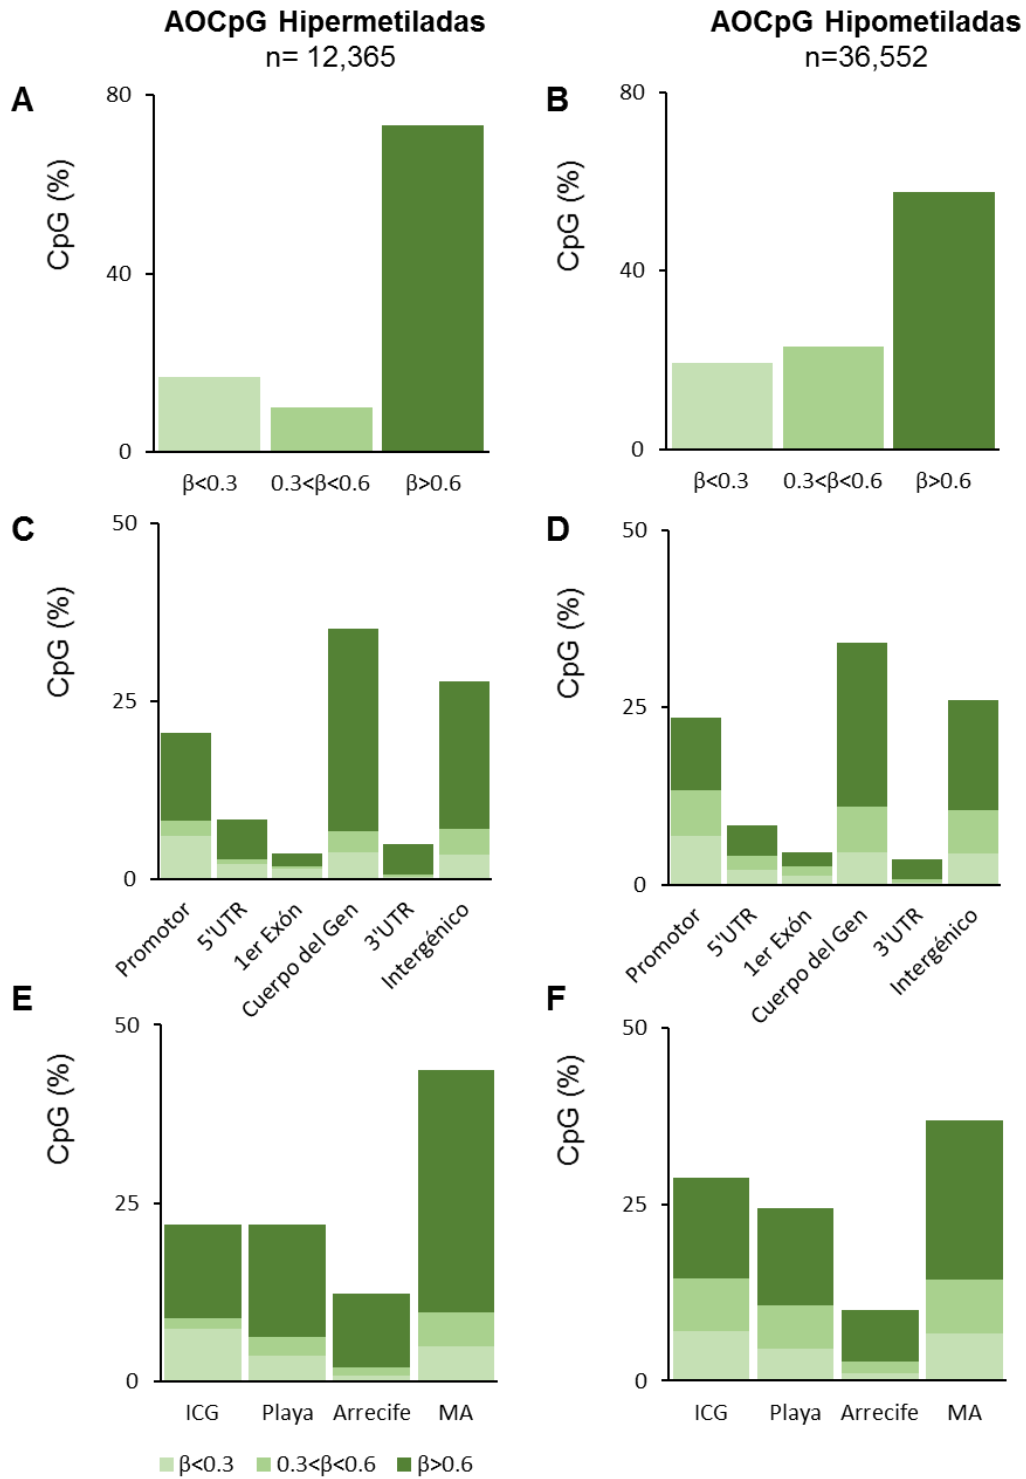 AOCpG Hipermetiladas
n= 12,365
AOCpG Hipometiladas
n=36,552
A
CpG (%)
80
40
0
β<0.3
0.3<β<0.6
β>0.6
B
CpG (%)
80
40
0
β<0.3
0.3<β<0.6
β>0.6
C
CpG (%)
50
25
0
Promotor
5'UTR
1er Exón
Cuerpo del Gen
3'UTR
Intergénico
D
CpG (%)
50
25
0
Promotor
5'UTR
1er Exón
Cuerpo del Gen
3'UTR
Intergénico
E
CpG (%)
50
25
0
ICG
Playa
Arrecife
MA
F
CpG (%)
50
25
0
ICG
Playa
Arrecife
MA
β<0.3
0.3<β<0.6
β>0.6